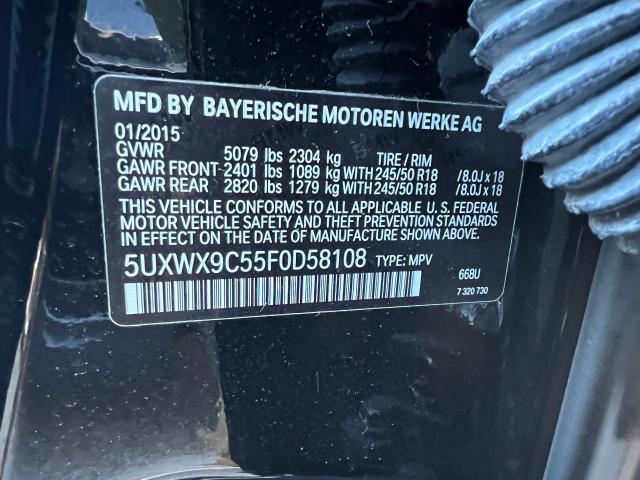 MFD BY BAYERISCHE MOTOREN WERKE AG
01/2015
GVWR 5079 lbs 2304 kg TIRE / RIM
GAWR FRONT 2401 lbs 1089 kg WITH 245/50 R18 /8.0J x 18
GAWR REAR 2820 lbs 1279 kg WITH 245/50 R18 /8.0J x 18
THIS VEHICLE CONFORMS TO ALL APPLICABLE U. S. FEDERAL
MOTOR VEHICLE SAFETY AND THEFT PREVENTION STANDARDS
IN EFFECT ON THE DATE OF MANUFACTURE SHOWN ABOVE.
5UXWX9C55F0D58108 TYPE: MPV 668U
7 320 730